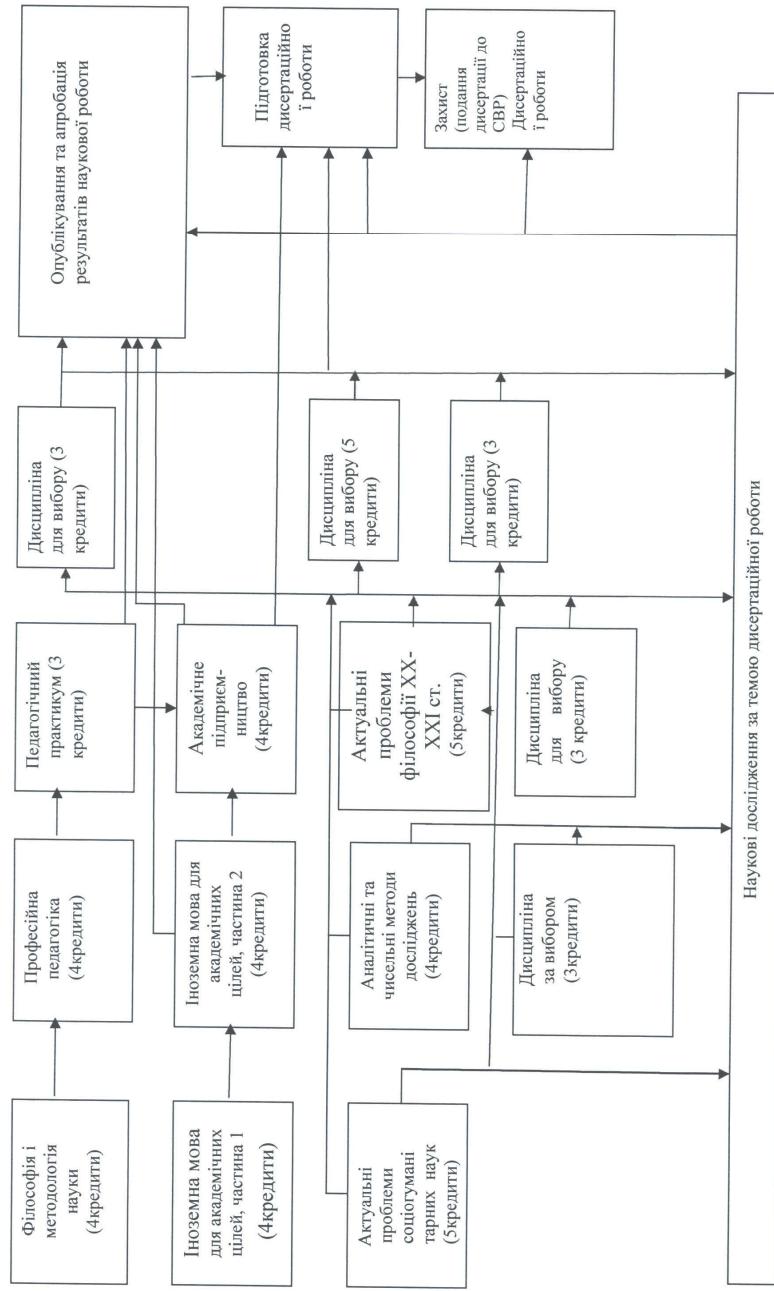 Філософія і
методологія
науки
(4кредити)
Професійна
педагогіка
(4кредити)
Педагогічний
практикум (3
кредити)
Дисципліна
для вибору (3
кредити)
Опублікування та апробація
результатів наукової роботи
Іноземна мова
для академічних
цілей, частина 1
(4кредити)
Іноземна мова для
академічних
цілей, частина 2
(4кредити)
Академічне
підприєм-
ництво
(4кредити)
Підготовка
дисертаційно
ї роботи
Актуальні
проблеми
соціогумані
тарних наук
(5кредити)
Аналітичні та
чисельні методи
досліджень
(4кредити)
Актуальні
проблеми
філософії ХХ-
ХХІ ст.
(5кредити)
Дисципліна
для вибору (5
кредити)
Захист
(подання
дисертації до
СВР)
Дисертаційно
ї роботи
Дисципліна
за вибором
(3кредити)
Дисципліна
для вибору
(3 кредити)
Дисципліна
для вибору (3
кредити)
Наукові дослідження за темою дисертаційної роботи